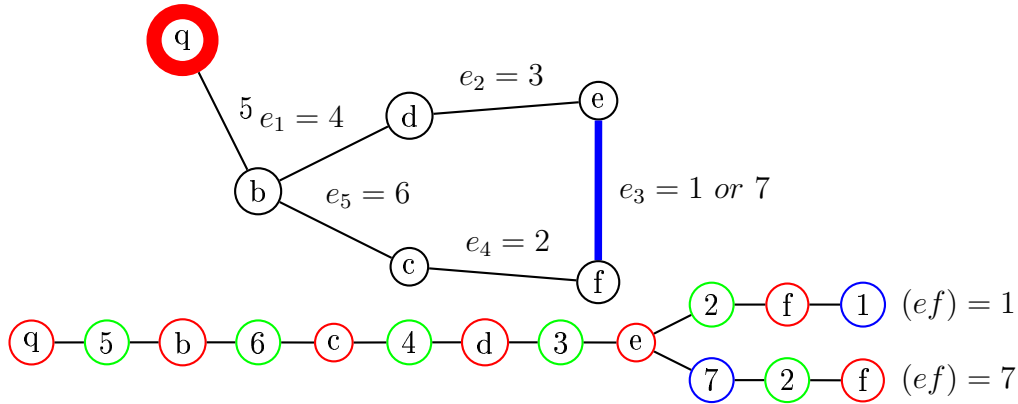 q
e₂ = 3
e
5 e₁ = 4
d
b
e₅ = 6
e₃ = 1 or 7
e₄ = 2
c
f
2 f 1 (ef) = 1
q 5 b 6 c 4 d 3 e
7 2 f (ef) = 7